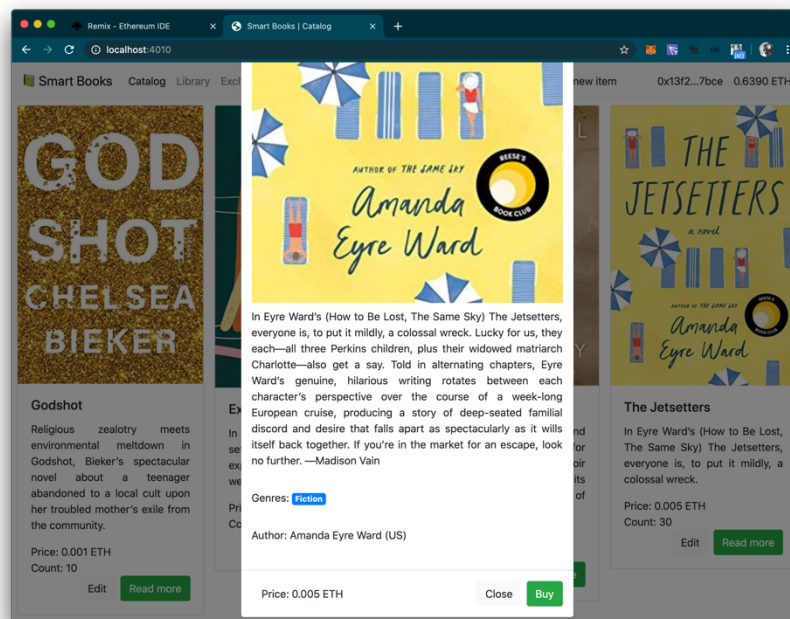 Remix - Ethereum IDE
Smart Books | Catalog
localhost:4010
Smart Books Catalog Library Exch
new item 0x13f2...7bce 0.6390 ETH
GOD
SHOT
CHELSEA
BIEKER
Godshot
Religious zealotry meets
environmental meltdown in
Godshot, Bieker's spectacular
novel about a teenager
abandoned to a local cult upon
her troubled mother's exile from
the community.
Price: 0.001 ETH
Count: 10
Edit Read more
AUTHOR OF THE SAME SKY
Amanda
Eyre Ward
REESE'S
BOOK CLUB
In Eyre Ward's (How to Be Lost, The Same Sky) The Jetsetters,
everyone is, to put it mildly, a colossal wreck. Lucky for us, they
each—all three Perkins children, plus their widowed matriarch
Charlotte—also get a say. Told in alternating chapters, Eyre
Ward's genuine, hilarious writing rotates between each
character's perspective over the course of a week-long
European cruise, producing a story of deep-seated familial
discord and desire that falls apart as spectacularly as it wills
itself back together. If you're in the market for an escape, look
no further. —Madison Vain
Genres: Fiction
Author: Amanda Eyre Ward (US)
Price: 0.005 ETH
Close Buy
THE
JETSETTERS
a novel
AUTHOR OF THE SAME SKY
Amanda
Eyre Ward
REESE'S
BOOK CLUB
The Jetsetters
In Eyre Ward's (How to Be Lost,
The Same Sky) The Jetsetters,
everyone is, to put it mildly, a
colossal wreck.
Price: 0.005 ETH
Count: 30
Edit Read more